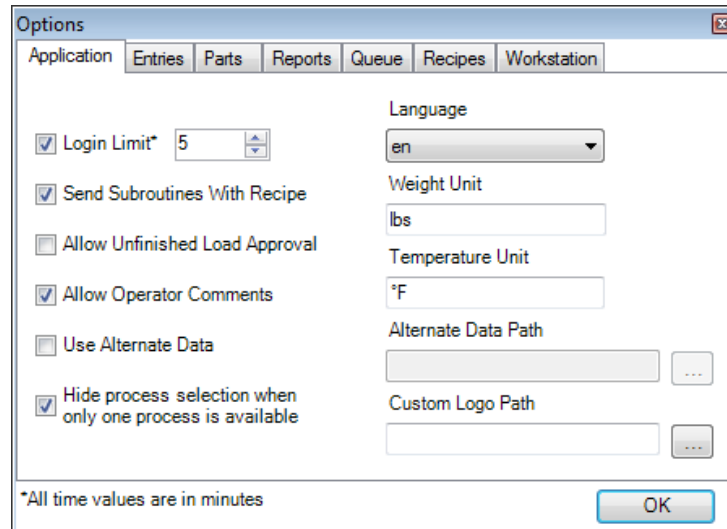 Options
Application Entries Parts Reports Queue Recipes Workstation
Login Limit* 5
Send Subroutines With Recipe
Allow Unfinished Load Approval
Allow Operator Comments
Use Alternate Data
Hide process selection when
only one process is available
Language
en
Weight Unit
lbs
Temperature Unit
°F
Alternate Data Path
...
Custom Logo Path
...
*All time values are in minutes
OK